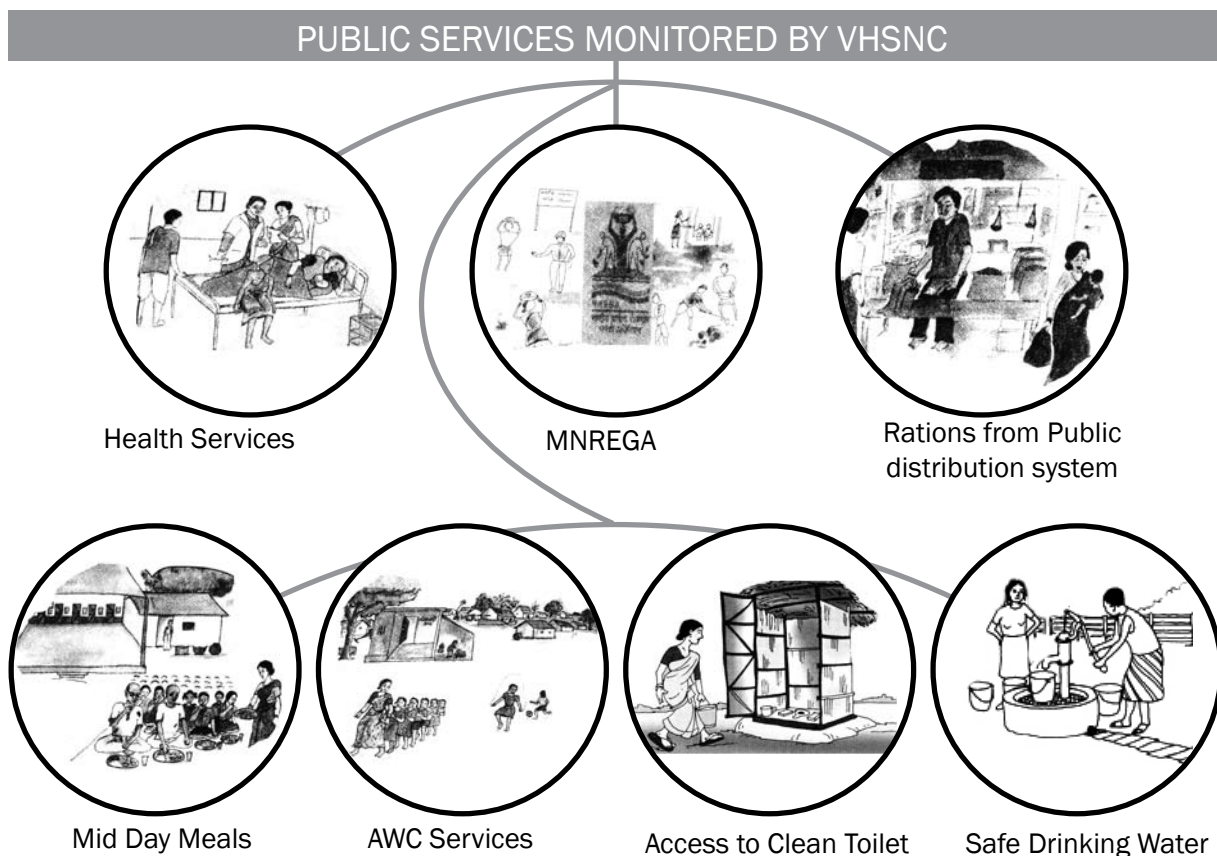 PUBLIC SERVICES MONITORED BY VHSNC
Health Services
MNREGA
Rations from Public
distribution system
Mid Day Meals
AWC Services
Access to Clean Toilet
Safe Drinking Water